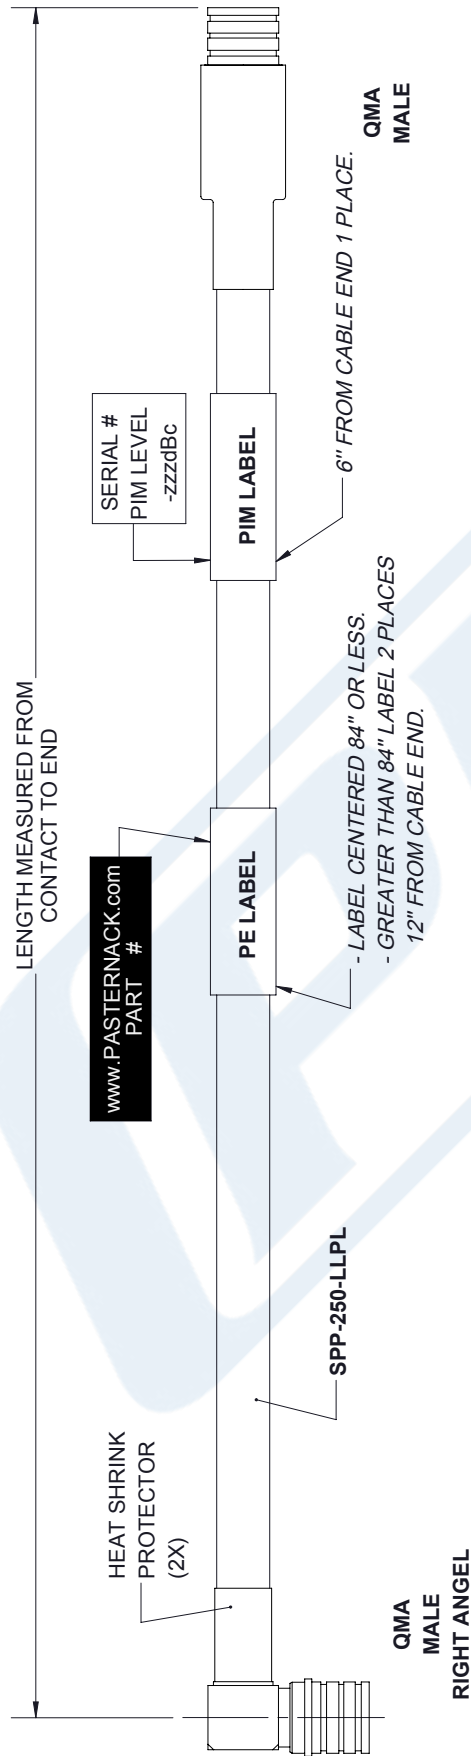 LENGTH MEASURED FROM
CONTACT TO END
HEAT SHRINK
PROTECTOR
(2X)
www.PASTERNACK.com
PART #
SERIAL #
PIM LEVEL
-zzzdBc
PE LABEL
PIM LABEL
SPP-250-LLPL
- LABEL CENTERED 84" OR LESS.
- GREATER THAN 84" LABEL 2 PLACES
12" FROM CABLE END.
6" FROM CABLE END 1 PLACE.
QMA
MALE
RIGHT ANGEL
QMA
MALE